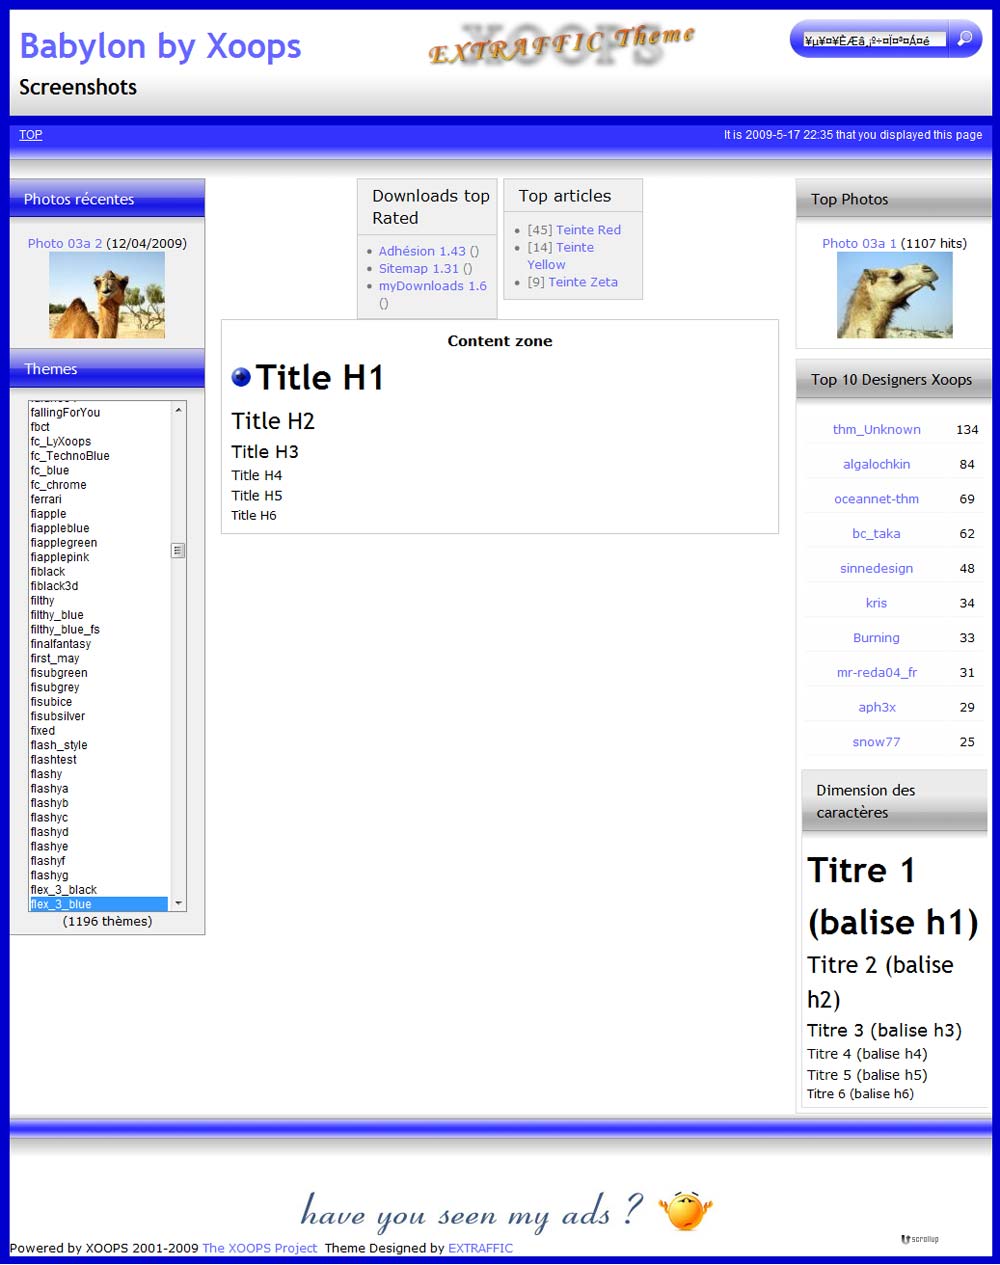 Babylon by Xoops
Screenshots
XOOPS
EXTRAFFIC Theme
TOP
It is 2009-5-17 22:35 that you displayed this page
Photos récentes
Photo 03a 2 (12/04/2009)
Themes
fallingForYou
fbct
fc_LyXoops
fc_TechnoBlue
fc_blue
fc_chrome
ferrari
fiapple
fiappleblue
fiapplegreen
fiapplepink
fiblack
fiblack3d
filthy
filthy_blue
filthy_blue_fs
finalfantasy
first_may
fisubgreen
fisubgrey
fisubice
fisubsilver
fixed
flash_style
flashtest
flashy
flashya
flashyb
flashyc
flashyd
flashye
flashyf
flashyg
flex_3_black
flex_3_blue
(1196 thèmes)
Downloads top
Rated
Adhésion 1.43 ()
Sitemap 1.31 ()
myDownloads 1.6
()
Top articles
[45] Teinte Red
[14] Teinte
Yellow
[9] Teinte Zeta
Content zone
Title H1
Title H2
Title H3
Title H4
Title H5
Title H6
Top Photos
Photo 03a 1 (1107 hits)
Top 10 Designers Xoops
thm_Unknown 134
algalochkin 84
oceannet-thm 69
bc_taka 62
sinnedesign 48
kris 34
Burning 33
mr-reda04_fr 31
aph3x 29
snow77 25
Dimension des
caractères
Titre 1
(balise h1)
Titre 2 (balise
h2)
Titre 3 (balise h3)
Titre 4 (balise h4)
Titre 5 (balise h5)
Titre 6 (balise h6)
have you seen my ads ?
scrollup
Powered by XOOPS 2001-2009 The XOOPS Project Theme Designed by EXTRAFFIC